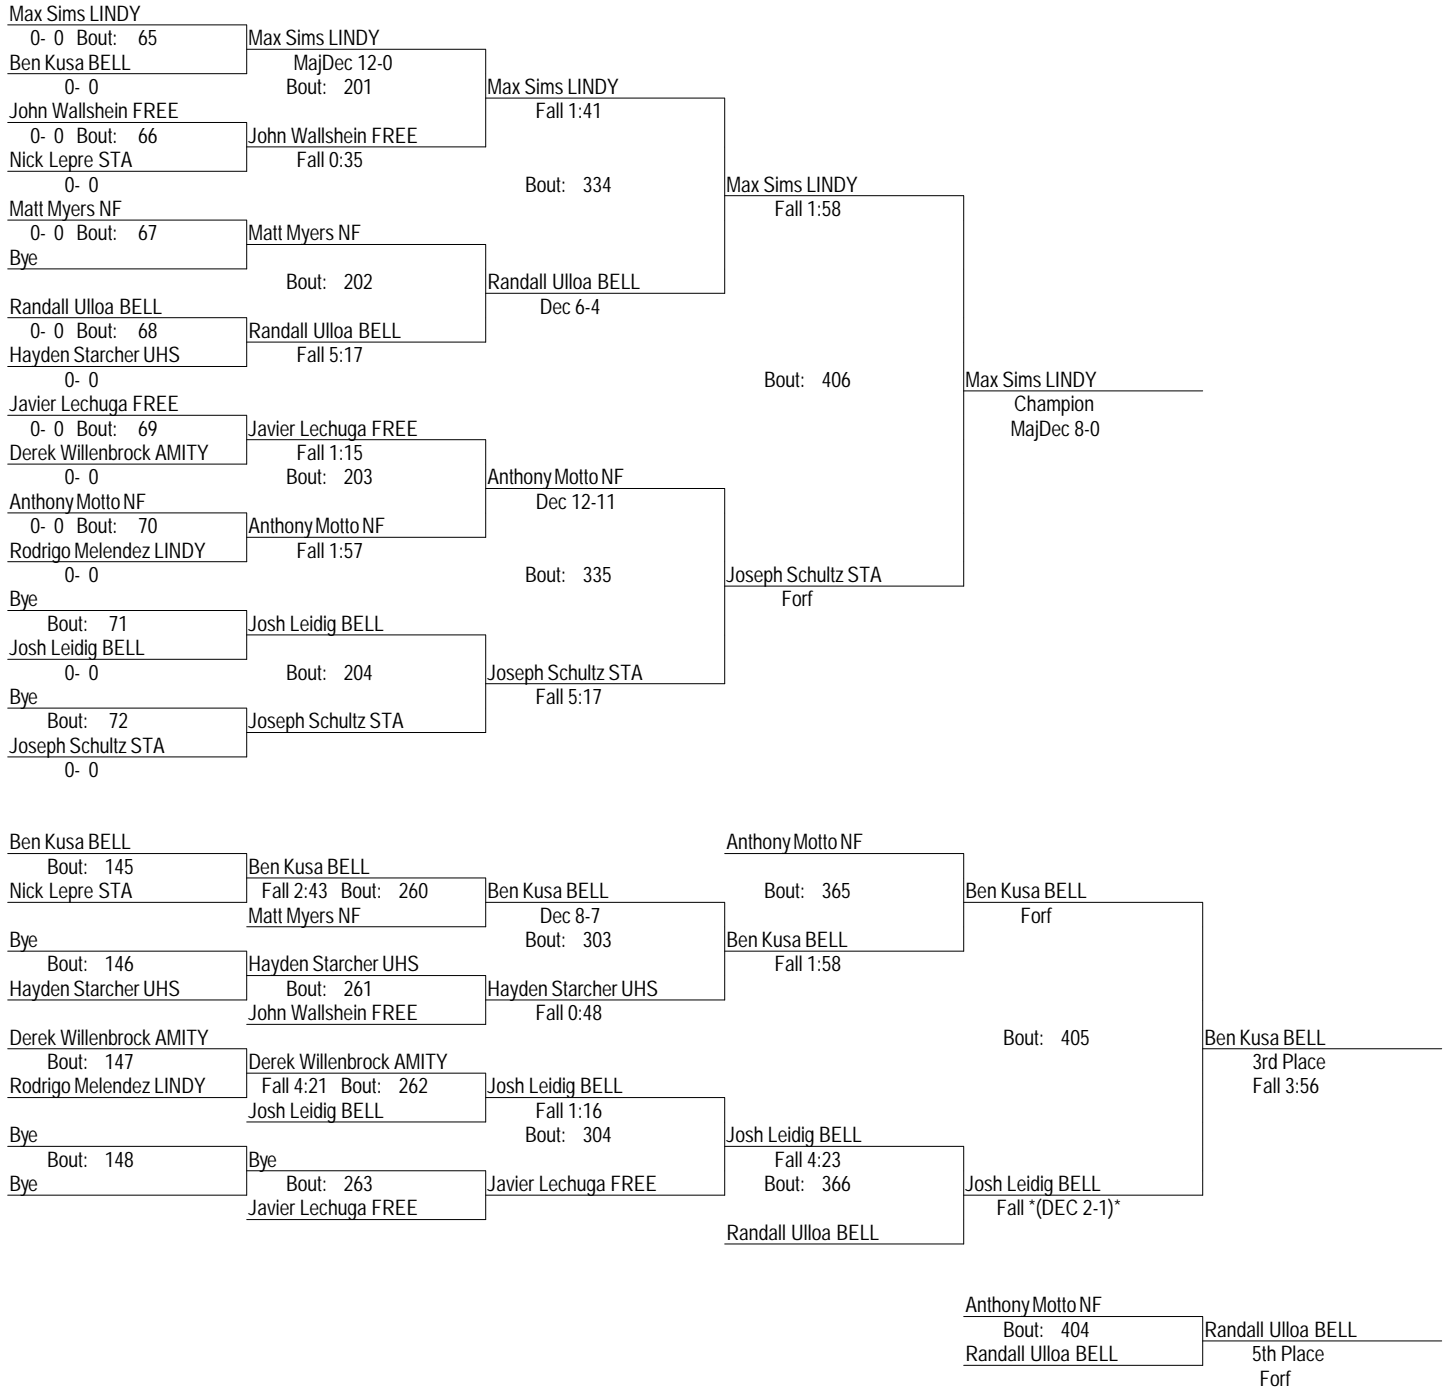 Max Sims LINDY
0- 0 Bout: 65 Max Sims LINDY
Ben Kusa BELL MajDec 12-0
0- 0 Bout: 201 Max Sims LINDY
John Wallshein FREE Fall 1:41
0- 0 Bout: 66 John Wallshein FREE
Nick Lepre STA Fall 0:35
0- 0 Bout: 334 Max Sims LINDY
Matt Myers NF Fall 1:58
0- 0 Bout: 67 Matt Myers NF
Bye
Bout: 202 Randall Ulloa BELL
Randall Ulloa BELL Dec 6-4
0- 0 Bout: 68 Randall Ulloa BELL
Hayden Starcher UHS Fall 5:17
0- 0 Bout: 406 Max Sims LINDY
Javier Lechuga FREE Champion
0- 0 Bout: 69 Javier Lechuga FREE MajDec 8-0
Derek Willenbrock AMITY Fall 1:15
0- 0 Bout: 203 Anthony Motto NF
Anthony Motto NF Dec 12-11
0- 0 Bout: 70 Anthony Motto NF
Rodrigo Melendez LINDY Fall 1:57
0- 0 Bout: 335 Joseph Schultz STA
Bye Forf
Bout: 71 Josh Leidig BELL
Josh Leidig BELL
0- 0 Bout: 204 Joseph Schultz STA
Bye Fall 5:17
Bout: 72 Joseph Schultz STA
Joseph Schultz STA
0- 0
Ben Kusa BELL Anthony Motto NF
Bout: 145 Ben Kusa BELL
Nick Lepre STA Fall 2:43 Bout: 260 Ben Kusa BELL Bout: 365 Ben Kusa BELL
Matt Myers NF Dec 8-7 Forf
Bye Bout: 303 Ben Kusa BELL
Bout: 146 Hayden Starcher UHS Fall 1:58
Hayden Starcher UHS Bout: 261 Hayden Starcher UHS
John Wallshein FREE Fall 0:48
Derek Willenbrock AMITY Bout: 405 Ben Kusa BELL
Bout: 147 Derek Willenbrock AMITY 3rd Place
Rodrigo Melendez LINDY Fall 4:21 Bout: 262 Josh Leidig BELL Fall 3:56
Josh Leidig BELL Fall 1:16
Bye Bout: 304 Josh Leidig BELL
Bout: 148 Bye Fall 4:23
Bye Bout: 263 Javier Lechuga FREE Bout: 366 Josh Leidig BELL
Javier Lechuga FREE Fall *(DEC 2-1)*
Randall Ulloa BELL
Anthony Motto NF
Bout: 404 Randall Ulloa BELL
Randall Ulloa BELL 5th Place
Forf